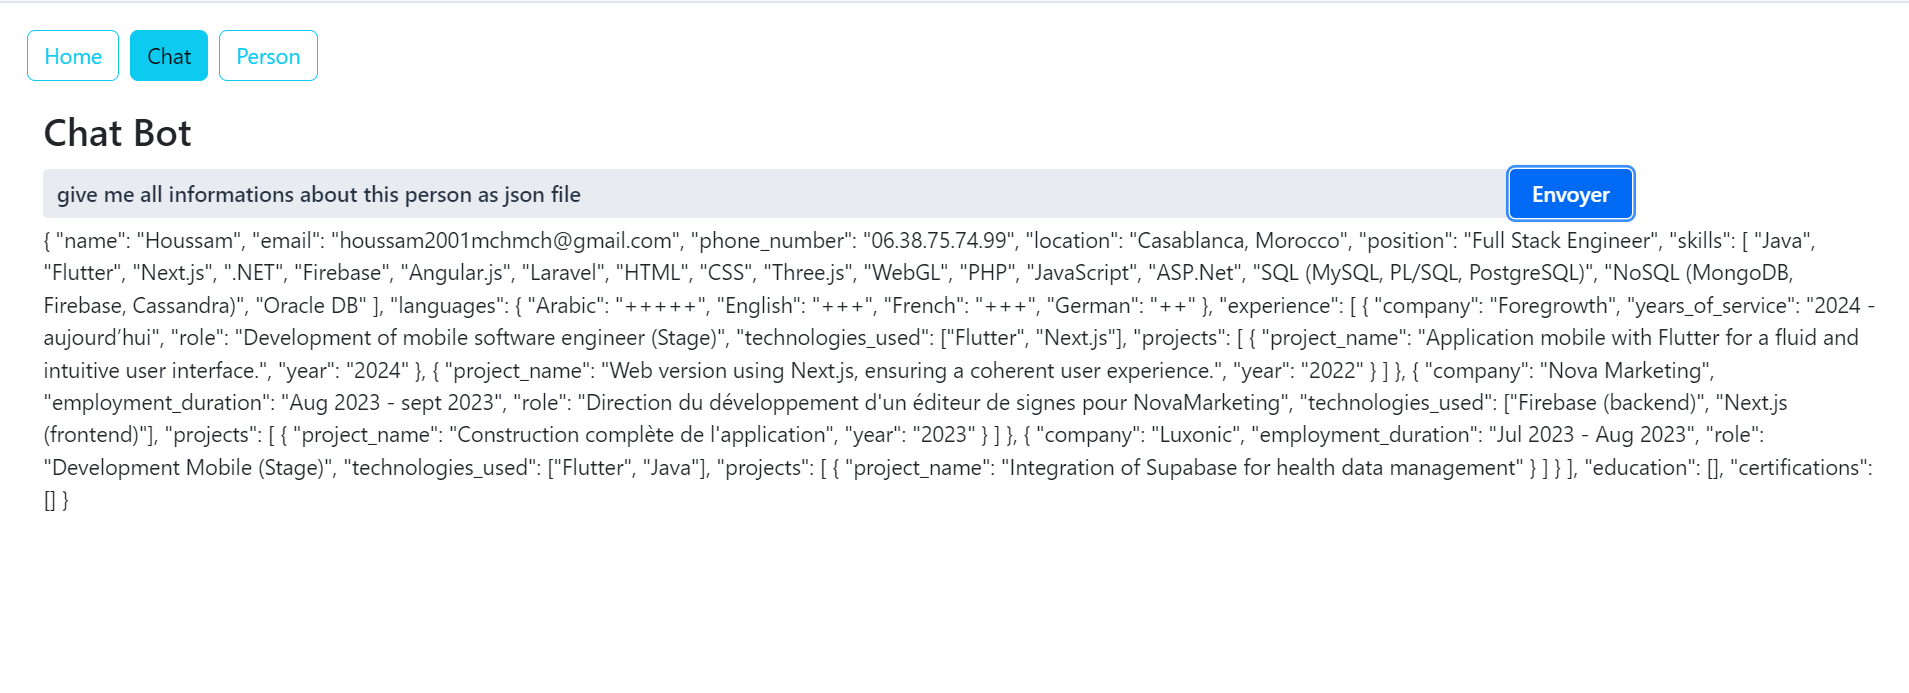 Home Chat Person
Chat Bot
give me all informations about this person as json file Envoyer
{ "name": "Houssam", "email": "houssam2001mchmch@gmail.com", "phone_number": "06.38.75.74.99", "location": "Casablanca, Morocco", "position": "Full Stack Engineer", "skills": [ "Java",
"Flutter", "Next.js", ".NET", "Firebase", "Angular.js", "Laravel", "HTML", "CSS", "Three.js", "WebGL", "PHP", "JavaScript", "ASP.Net", "SQL (MySQL, PL/SQL, PostgreSQL)", "NoSQL (MongoDB,
Firebase, Cassandra)", "Oracle DB" ], "languages": { "Arabic": "+++++", "English": "+++", "French": "+++", "German": "++" }, "experience": [ { "company": "Foregrowth", "years_of_service": "2024 -
aujourd’hui", "role": "Development of mobile software engineer (Stage)", "technologies_used": ["Flutter", "Next.js"], "projects": [ { "project_name": "Application mobile with Flutter for a fluid and
intuitive user interface.", "year": "2024" }, { "project_name": "Web version using Next.js, ensuring a coherent user experience.", "year": "2022" } ] }, { "company": "Nova Marketing",
"employment_duration": "Aug 2023 - sept 2023", "role": "Direction du développement d'un éditeur de signes pour NovaMarketing", "technologies_used": ["Firebase (backend)", "Next.js
(frontend)"], "projects": [ { "project_name": "Construction complète de l'application", "year": "2023" } ] }, { "company": "Luxonic", "employment_duration": "Jul 2023 - Aug 2023", "role":
"Development Mobile (Stage)", "technologies_used": ["Flutter", "Java"], "projects": [ { "project_name": "Integration of Supabase for health data management" } ] } ], "education": [], "certifications":
[] }